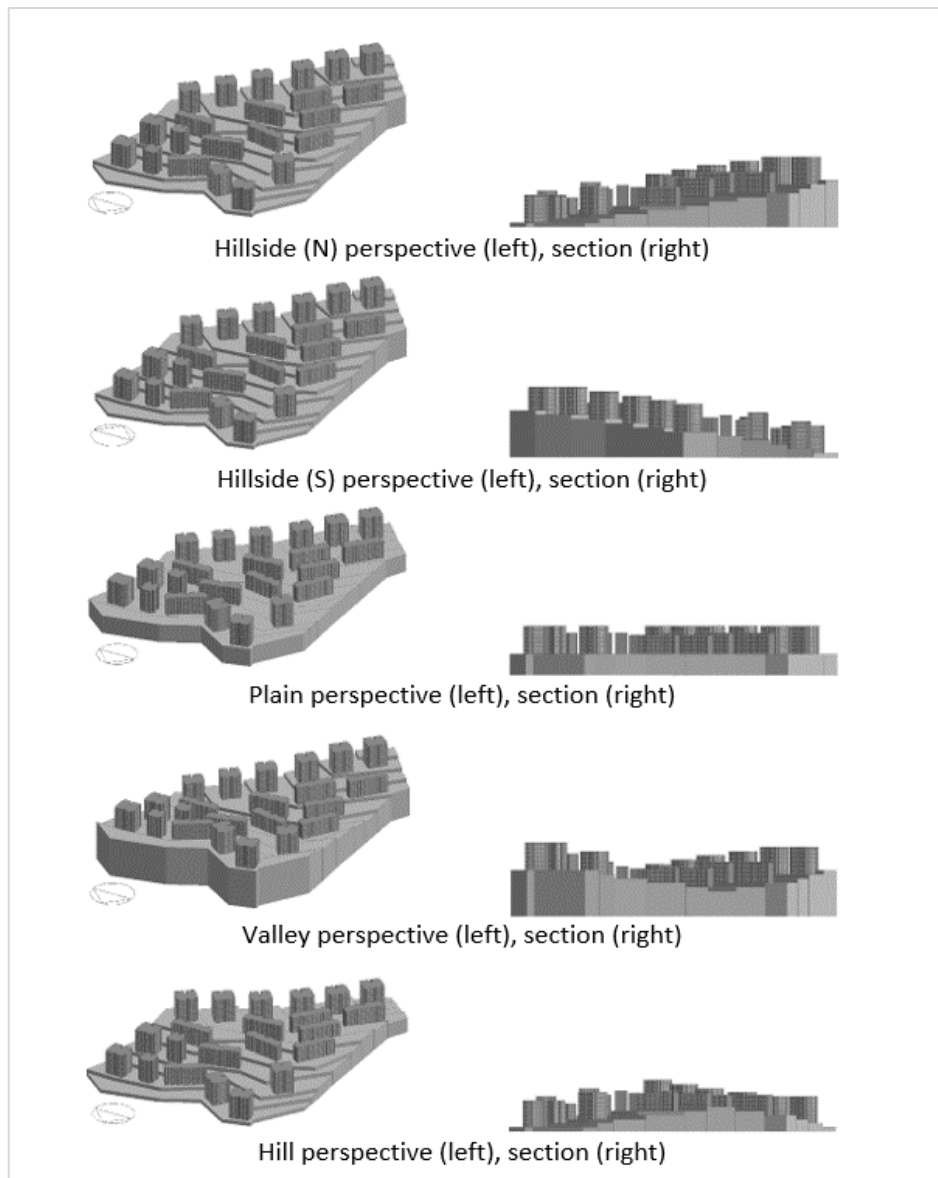 Hillside (N) perspective (left), section (right)
Hillside (S) perspective (left), section (right)
Plain perspective (left), section (right)
Valley perspective (left), section (right)
Hill perspective (left), section (right)